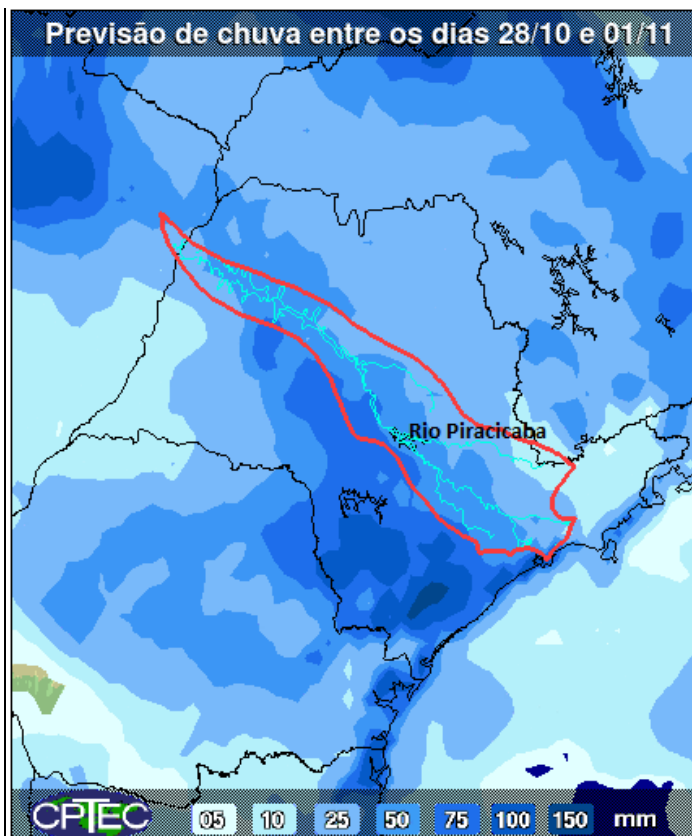 Previsão de chuva entre os dias 28/10 e 01/11
Rio Piracicaba
CPTEC 05 10 25 50 75 100 150 mm